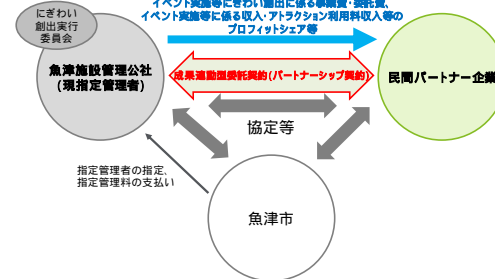 イベント実施等にぎわい創出に係る事業費・委託費、
イベント実施等に係る収入・アトラクション利用料収入等の
プロフィットシェア等
にぎわい
創出実行
委員会
魚津施設管理公社
(現指定管理者)
成果連動型委託契約(パートナーシップ契約)
民間パートナー企業
協定等
指定管理者の指定、
指定管理料の支払い
魚津市